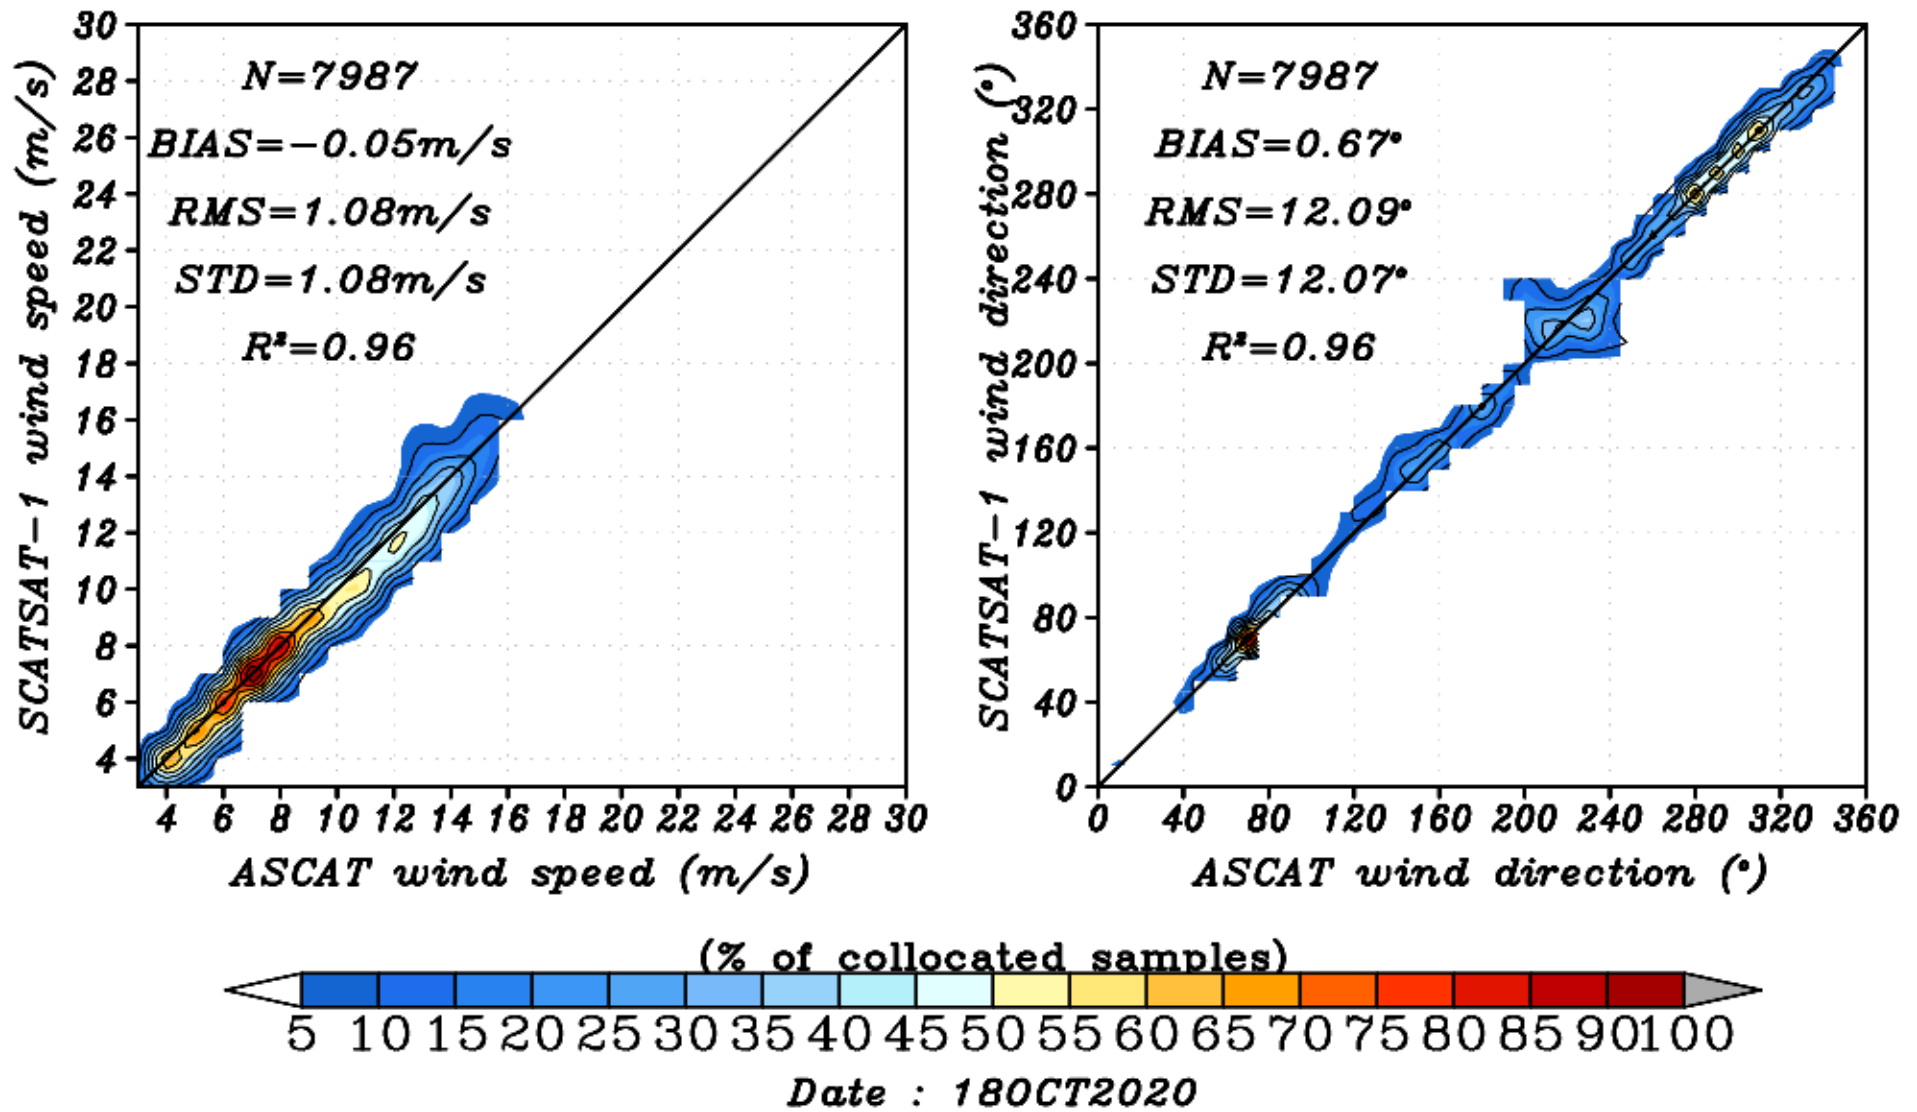 30
28
26
24
22
20
18
16
14
12
10
8
6
4
SCATSAT-1 wind speed (m/s)
N=7987
BIAS=-0.05m/s
RMS=1.08m/s
STD=1.08m/s
R²=0.96
4 6 8 10 12 14 16 18 20 22 24 26 28 30
ASCAT wind speed (m/s)
360
320
280
240
200
160
120
80
40
0
SCATSAT-1 wind direction (°)
N=7987
BIAS=0.67°
RMS=12.09°
STD=12.07°
R²=0.96
0 40 80 120 160 200 240 280 320 360
ASCAT wind direction (°)
(% of collocated samples)
5 10 15 20 25 30 35 40 45 50 55 60 65 70 75 80 85 90 100
Date : 18OCT2020